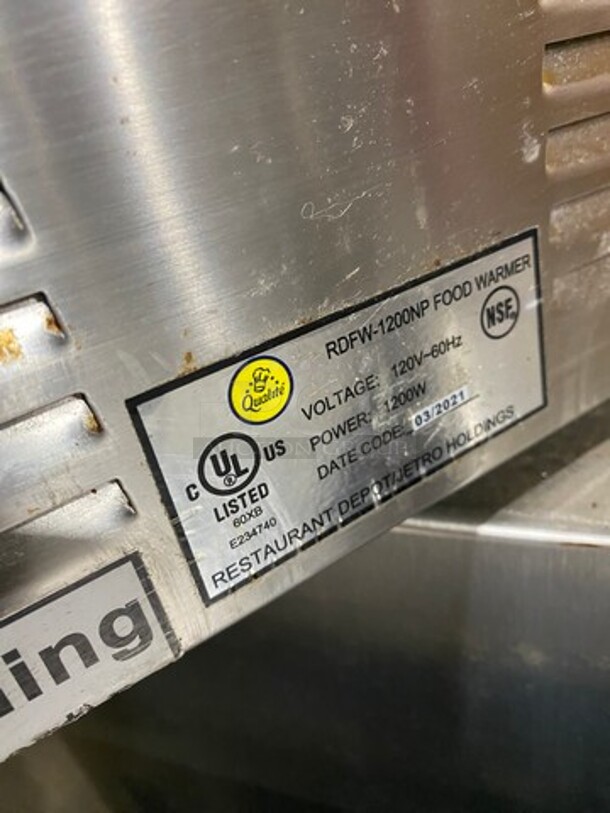 RDFW-1200NP FOOD WARMER
Qualité
NSF®
VOLTAGE: 120V~60Hz
POWER: 1200W
DATE CODE: 03/2021
C UL US
®
LISTED
60XB
E234740
RESTAURANT DEPOT/JETRO HOLDINGS
ing